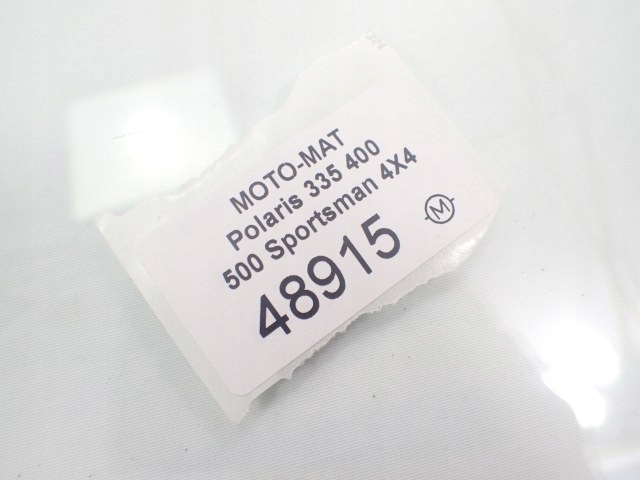 MOTO-MAT
Polaris 335 400
500 Sportsman 4X4
48915
M